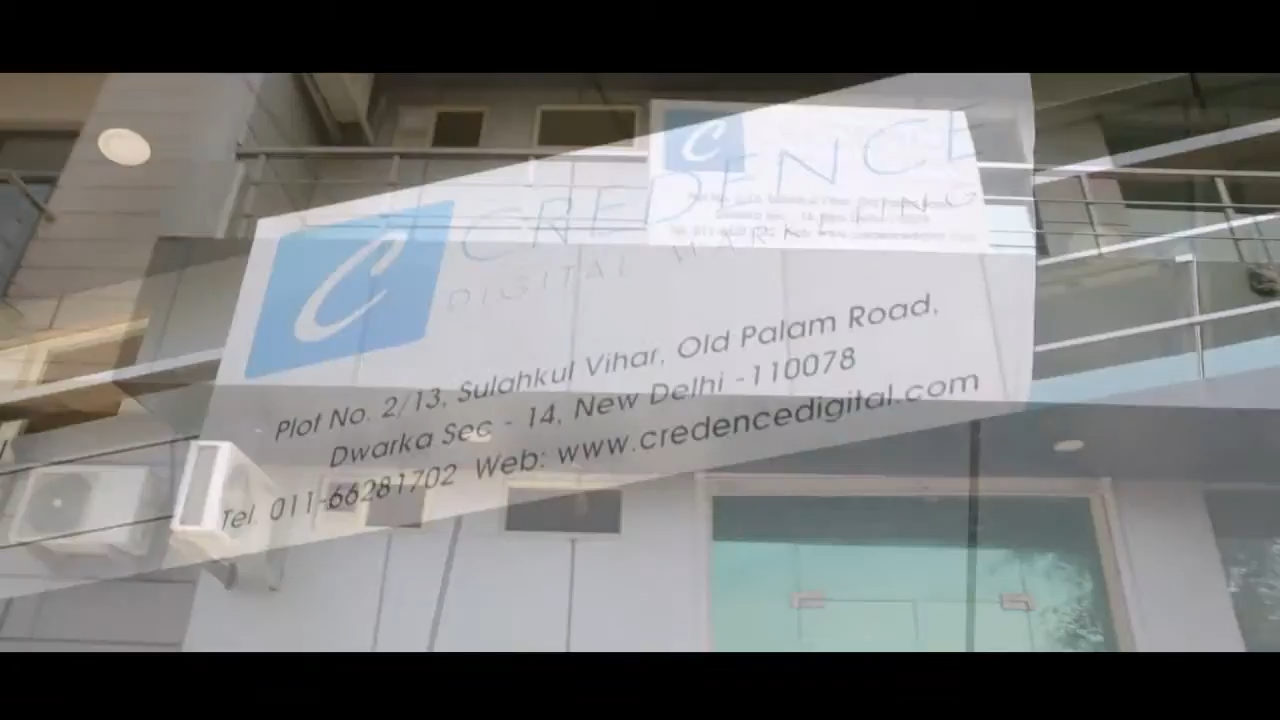 C CREDENCE
DIGITAL MARKETING
Plot No. 2/13, Sulahkul Vihar, Old Palam Road,
Dwarka Sec - 14, New Delhi -110078
Tel. 011-66281702 Web: www.credencedigital.com
C